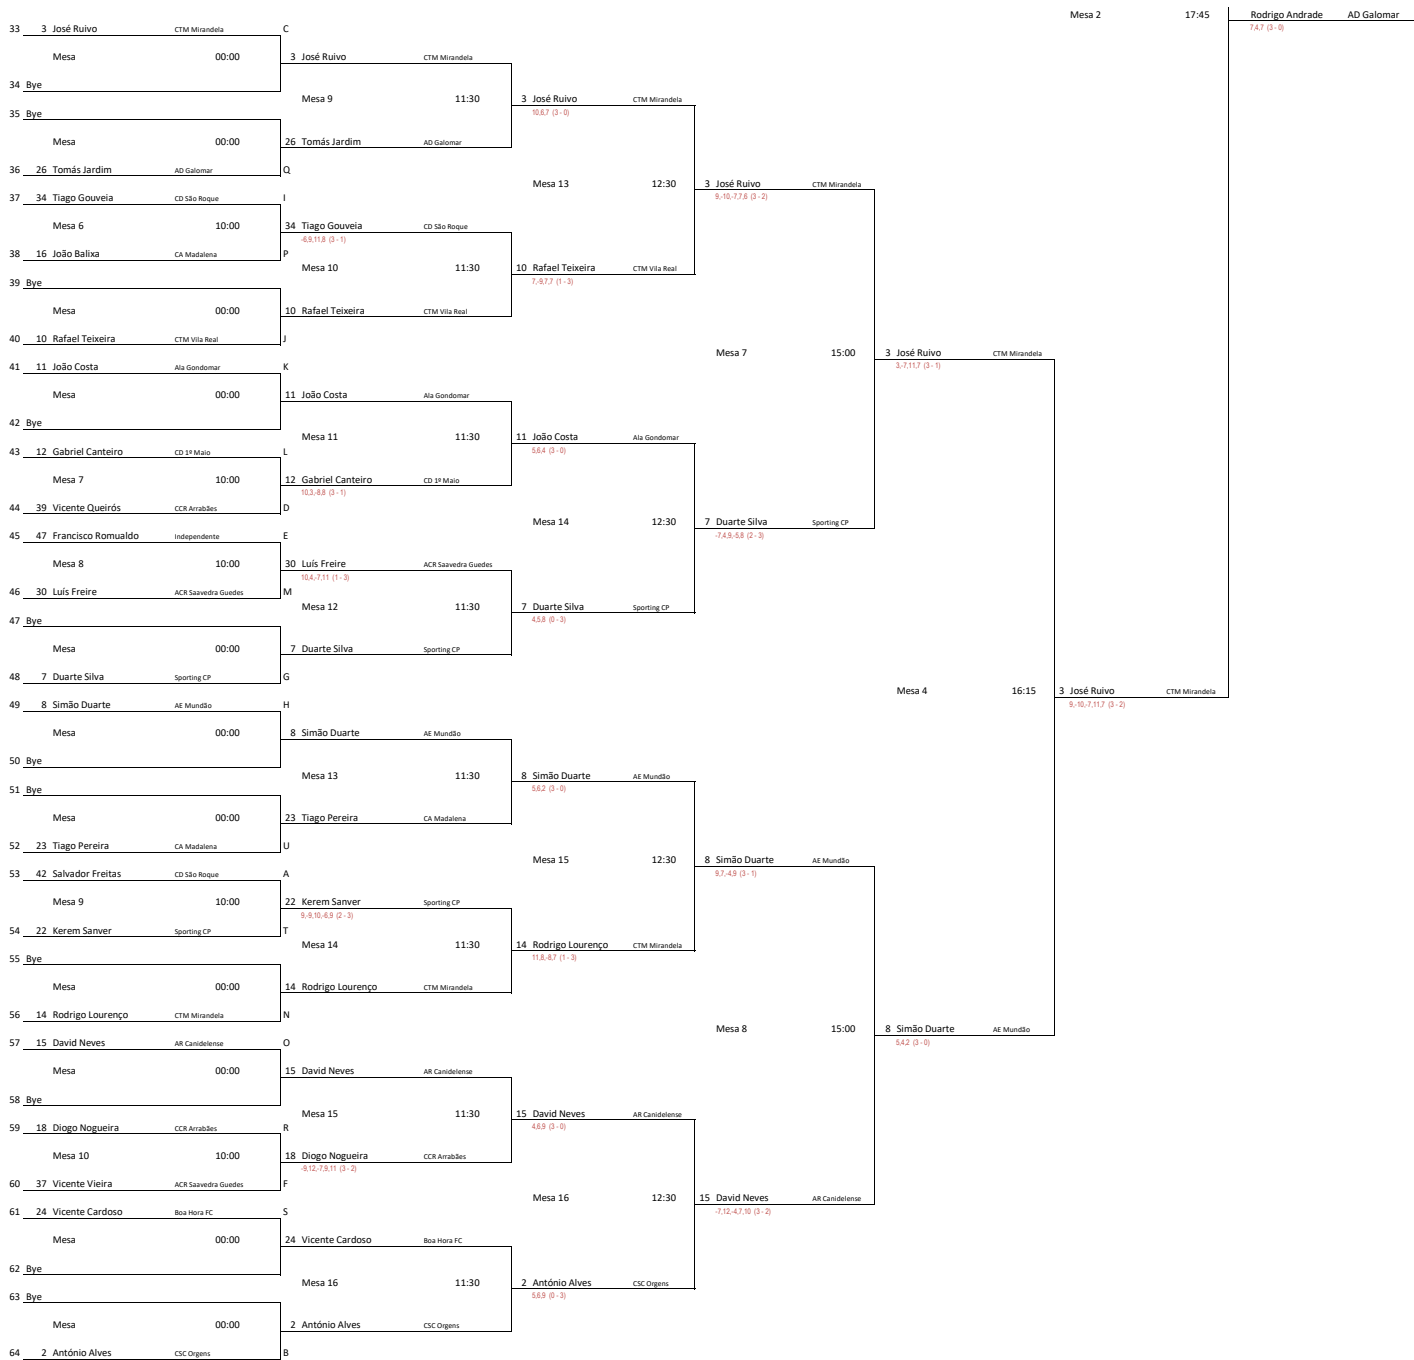 Mesa 2 17:45 Rodrigo Andrade AD Galomar
7,4,7 (3 - 0)
33 3 José Ruivo CTM Mirandela C
Mesa 00:00 3 José Ruivo CTM Mirandela
34 Bye
Mesa 9 11:30 3 José Ruivo CTM Mirandela
10,6,7 (3 - 0)
35 Bye
Mesa 00:00 26 Tomás Jardim AD Galomar
36 26 Tomás Jardim AD Galomar Q
Mesa 13 12:30 3 José Ruivo CTM Mirandela
9,-10,-7,7,6 (3 - 2)
37 34 Tiago Gouveia CD São Roque I
Mesa 6 10:00 34 Tiago Gouveia CD São Roque
-6,9,11,8 (3 - 1)
38 16 João Balixa CA Madalena P
Mesa 10 11:30 10 Rafael Teixeira CTM Vila Real
7,-9,7,7 (1 - 3)
39 Bye
Mesa 00:00 10 Rafael Teixeira CTM Vila Real
40 10 Rafael Teixeira CTM Vila Real J
Mesa 7 15:00 3 José Ruivo CTM Mirandela
3,-7,11,7 (3 - 1)
41 11 João Costa Ala Gondomar K
Mesa 00:00 11 João Costa Ala Gondomar
42 Bye
Mesa 11 11:30 11 João Costa Ala Gondomar
5,6,4 (3 - 0)
43 12 Gabriel Canteiro CD 1º Maio L
Mesa 7 10:00 12 Gabriel Canteiro CD 1º Maio
10,3,-8,8 (3 - 1)
44 39 Vicente Queirós CCR Arrabães D
Mesa 14 12:30 7 Duarte Silva Sporting CP
-7,4,9,-5,8 (2 - 3)
45 47 Francisco Romualdo Independente E
Mesa 8 10:00 30 Luís Freire ACR Saavedra Guedes
10,4,-7,11 (1 - 3)
46 30 Luís Freire ACR Saavedra Guedes M
Mesa 12 11:30 7 Duarte Silva Sporting CP
4,5,8 (0 - 3)
47 Bye
Mesa 00:00 7 Duarte Silva Sporting CP
48 7 Duarte Silva Sporting CP G
Mesa 4 16:15 3 José Ruivo CTM Mirandela
9,-10,-7,11,7 (3 - 2)
49 8 Simão Duarte AE Mundão H
Mesa 00:00 8 Simão Duarte AE Mundão
50 Bye
Mesa 13 11:30 8 Simão Duarte AE Mundão
5,6,2 (3 - 0)
51 Bye
Mesa 00:00 23 Tiago Pereira CA Madalena
52 23 Tiago Pereira CA Madalena U
Mesa 15 12:30 8 Simão Duarte AE Mundão
9,7,-4,9 (3 - 1)
53 42 Salvador Freitas CD São Roque A
Mesa 9 10:00 22 Kerem Sanver Sporting CP
9,-9,10,-6,9 (2 - 3)
54 22 Kerem Sanver Sporting CP T
Mesa 14 11:30 14 Rodrigo Lourenço CTM Mirandela
11,8,-8,7 (1 - 3)
55 Bye
Mesa 00:00 14 Rodrigo Lourenço CTM Mirandela
56 14 Rodrigo Lourenço CTM Mirandela N
Mesa 8 15:00 8 Simão Duarte AE Mundão
5,4,2 (3 - 0)
57 15 David Neves AR Canidelense O
Mesa 00:00 15 David Neves AR Canidelense
58 Bye
Mesa 15 11:30 15 David Neves AR Canidelense
4,6,9 (3 - 0)
59 18 Diogo Nogueira CCR Arrabães R
Mesa 10 10:00 18 Diogo Nogueira CCR Arrabães
-9,12,-7,9,11 (3 - 2)
60 37 Vicente Vieira ACR Saavedra Guedes F
Mesa 16 12:30 15 David Neves AR Canidelense
-7,12,-4,7,10 (3 - 2)
61 24 Vicente Cardoso Boa Hora FC S
Mesa 00:00 24 Vicente Cardoso Boa Hora FC
62 Bye
Mesa 16 11:30 2 António Alves CSC Orgens
5,6,9 (0 - 3)
63 Bye
Mesa 00:00 2 António Alves CSC Orgens
64 2 António Alves CSC Orgens B